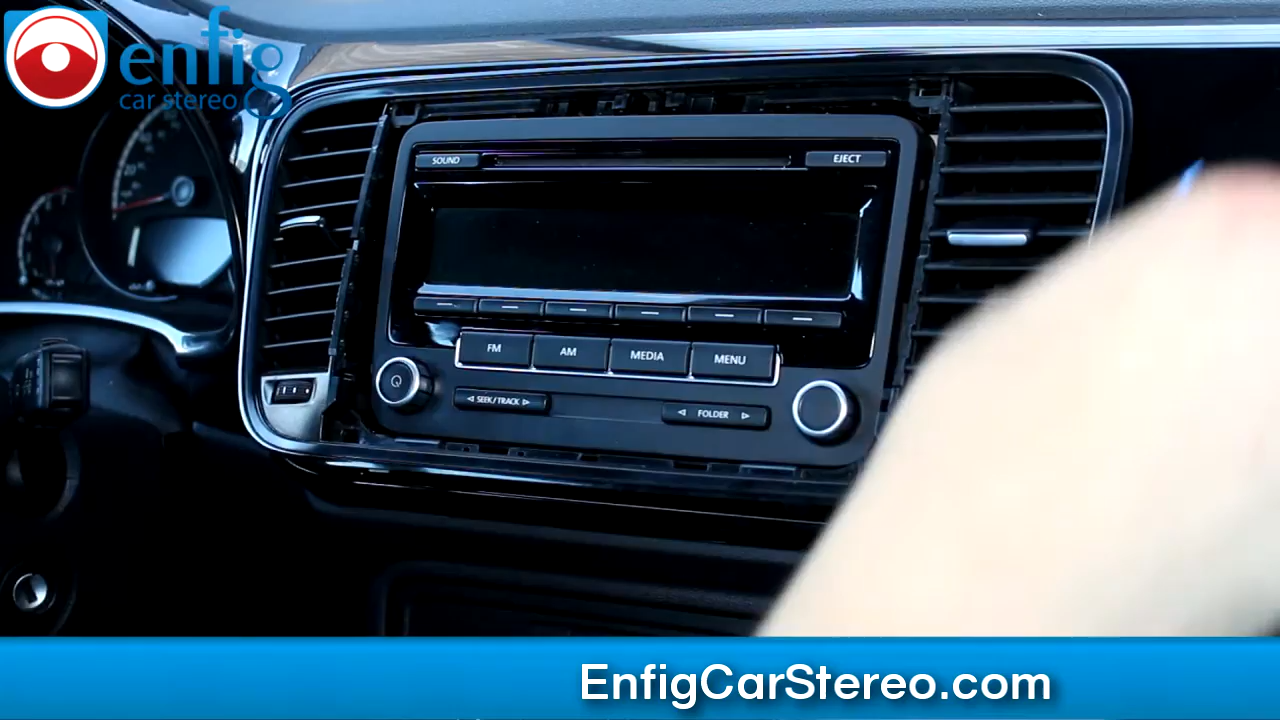 enfig
car stereo
SOUND
EJECT
FM
AM
MEDIA
MENU
SEEK/TRACK
FOLDER
EnfigCarStereo.com